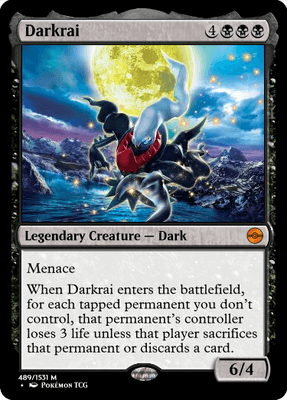 Darkrai 4
Legendary Creature — Dark
Menace
When Darkrai enters the battlefield,
for each tapped permanent you don't
control, that permanent's controller
loses 3 life unless that player sacrifices
that permanent or discards a card.
6/4
489/1531 M
• Pokémon TCG